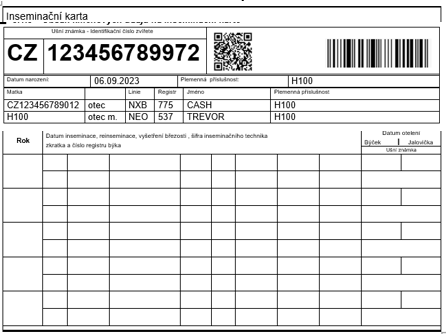 Inseminační karta
Ušní známka - Identifikační číslo zvířete
CZ 123456789972
Datum narození: 06.09.2023 Plemenná příslušnost: H100
Matka Linie Registr Jméno Plemenná příslušnost
CZ123456789012 otec NXB 775 CASH H100
H100 otec m. NEO 537 TREVOR H100
Rok
Datum inseminace, reinseminace, vyšetření březosti , šifra inseminačního technika
zkratka a číslo registru býka
Datum otelení
Býček Jalovička
Ušní známka